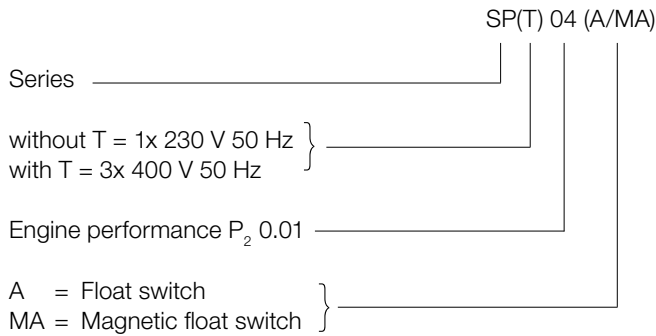 SP(T) 04 (A/MA)
Series
without T = 1x 230 V 50 Hz
with T = 3x 400 V 50 Hz
Engine performance P₂ 0.01
A = Float switch
MA = Magnetic float switch